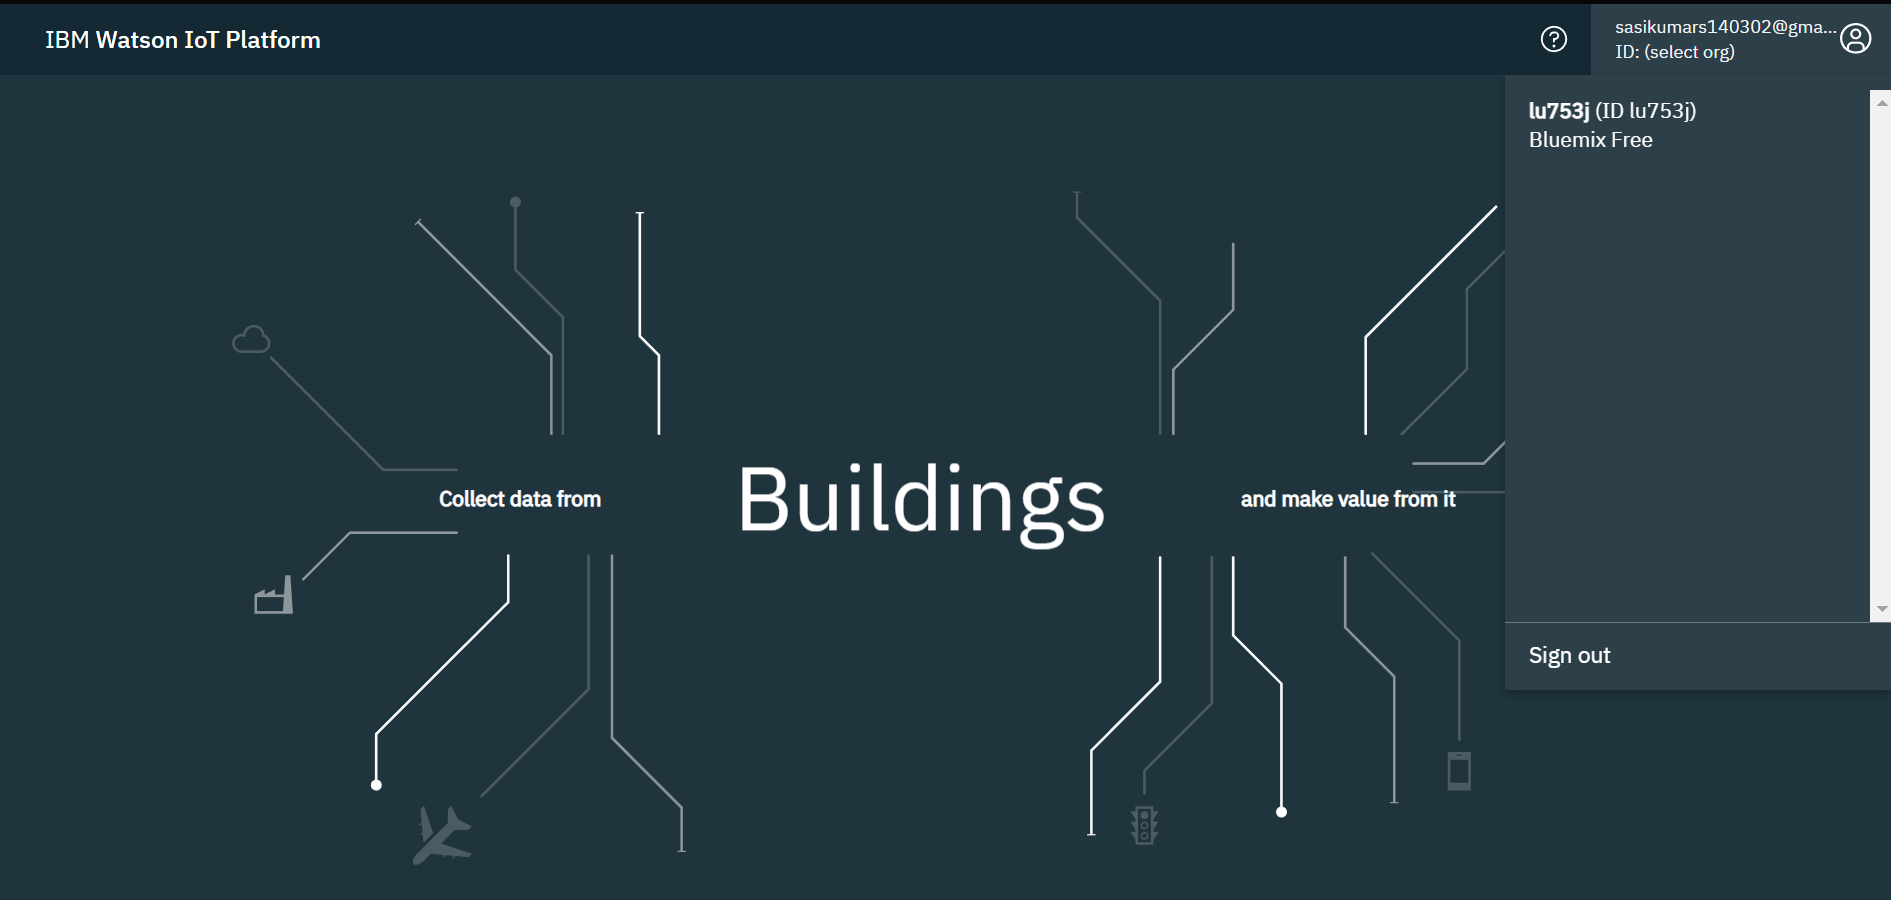 IBM Watson IoT Platform
sasikumars140302@gma...
ID: (select org)
lu753j (ID lu753j)
Bluemix Free
Collect data from
Buildings
and make value from it
Sign out